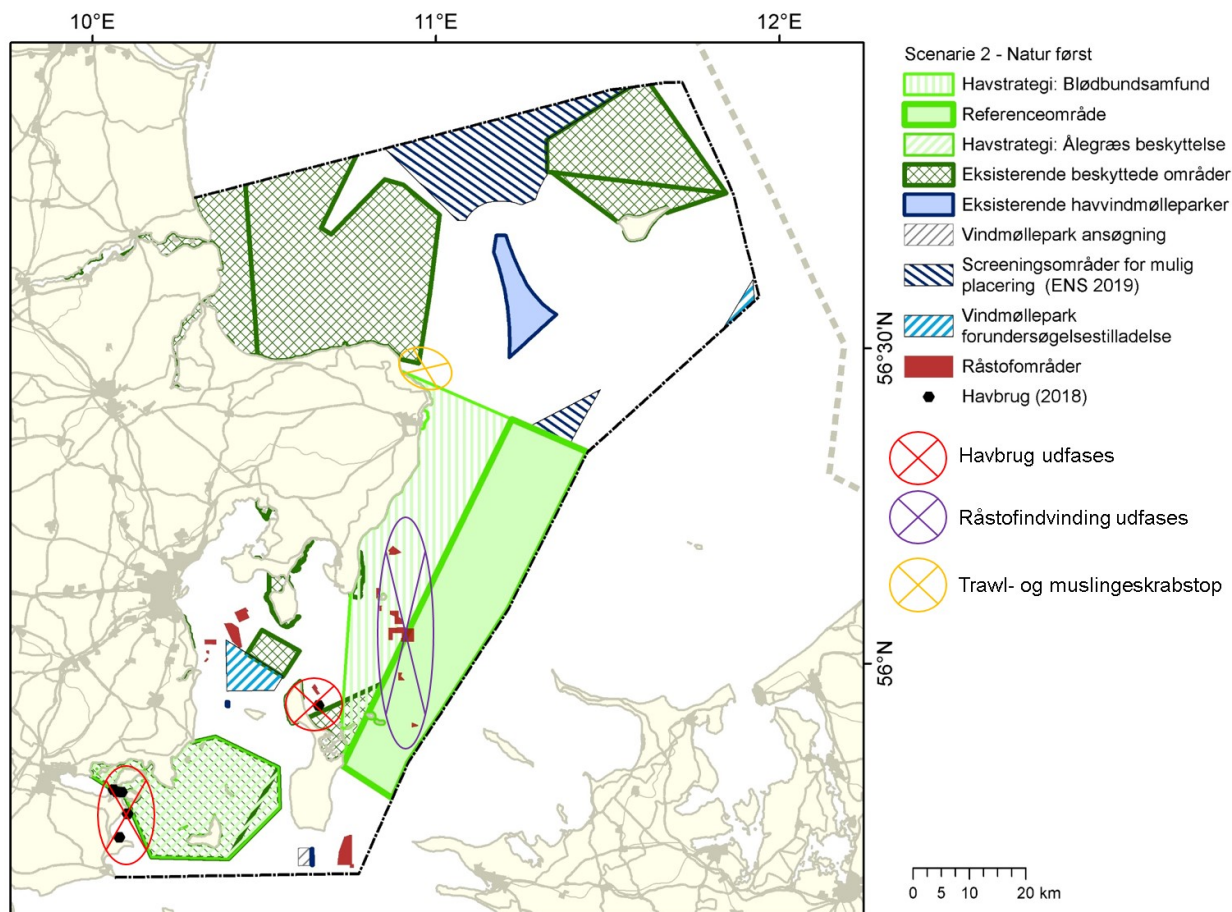 10°E
11°E
12°E
Scenarie 2 - Natur først
Havstrategi: Blødbundsamfund
Referenceområde
Havstrategi: Ålegræs beskyttelse
Eksisterende beskyttede områder
Eksisterende havvindmølleparker
Vindmøllepark ansøgning
Screeningsområder for mulig
placering (ENS 2019)
Vindmøllepark
forundersøgelsestilladelse
Råstofområder
Havbrug (2018)
Havbrug udfases
Råstofindvinding udfases
Trawl- og muslingeskrabstop
56°30'N
56°N
0 5 10 20 km